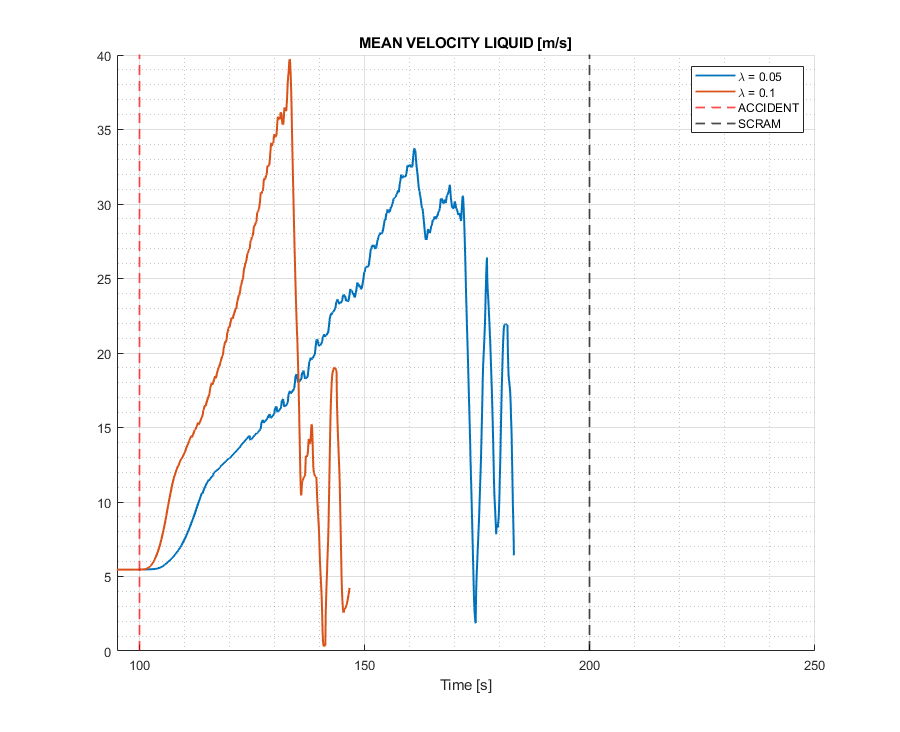 MEAN VELOCITY LIQUID [m/s]
40
35
30
25
20
15
10
5
0
λ = 0.05
λ = 0.1
ACCIDENT
SCRAM
100
150
200
250
Time [s]